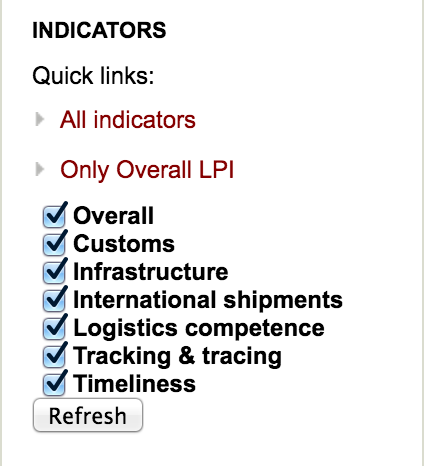 INDICATORS
Quick links:
All indicators
Only Overall LPI
Overall
Customs
Infrastructure
International shipments
Logistics competence
Tracking & tracing
Timeliness
Refresh